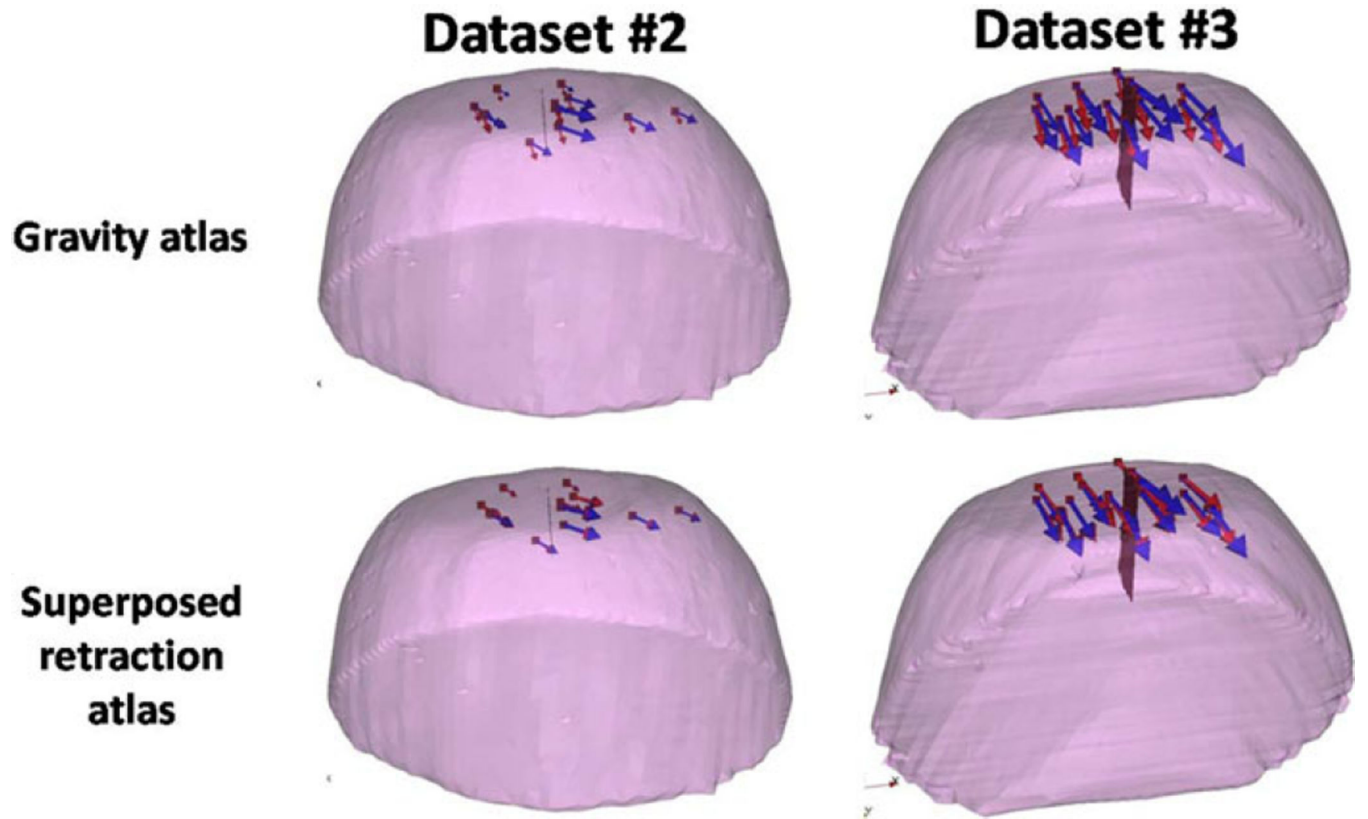 Dataset #2
Dataset #3
Gravity atlas
Superposed
retraction
atlas